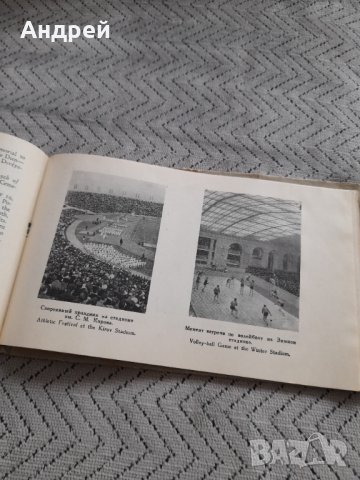 Андрей
Спортивный праздник на стадионе
им. С. М. Кирова.
Athletic Festival at the Kirov Stadium.
Момент встречи по волейболу на Зимнем
стадионе.
Volley-ball Game at the Winter Stadium.
BAZAR